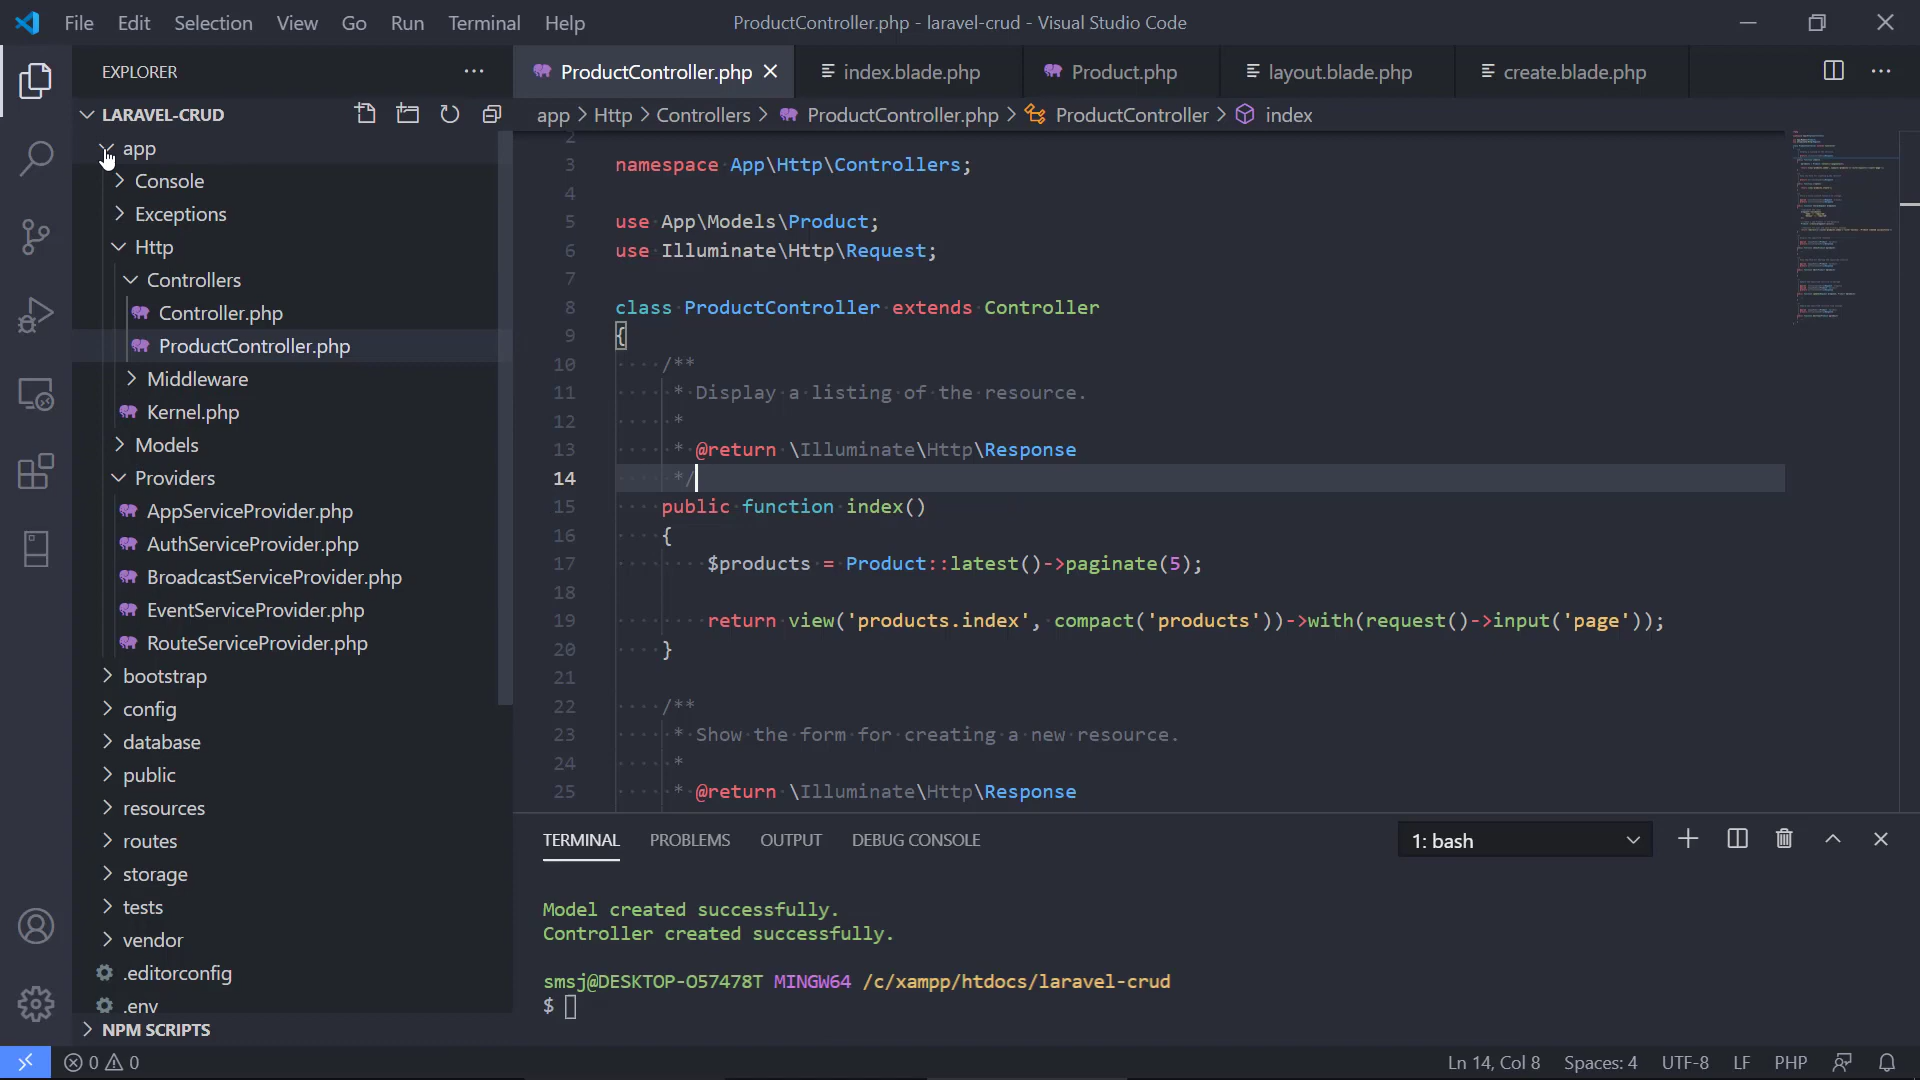 File Edit Selection View Go Run Terminal Help
ProductController.php - laravel-crud - Visual Studio Code
EXPLORER
LARAVEL-CRUD
app
Console
Exceptions
Http
Controllers
Controller.php
ProductController.php
Middleware
Kernel.php
Models
Providers
AppServiceProvider.php
AuthServiceProvider.php
BroadcastServiceProvider.php
EventServiceProvider.php
RouteServiceProvider.php
bootstrap
config
database
public
resources
routes
storage
tests
vendor
.editorconfig
.env
NPM SCRIPTS
ProductController.php index.blade.php Product.php layout.blade.php create.blade.php
app > Http > Controllers > ProductController.php > ProductController > index
2
3 namespace App\Http\Controllers;
4
5 use App\Models\Product;
6 use Illuminate\Http\Request;
7
8 class ProductController extends Controller
9 {
10 /**
11 * Display a listing of the resource.
12 *
13 * @return \Illuminate\Http\Response
14 */
15 public function index()
16 {
17 $products = Product::latest()->paginate(5);
18
19 return view('products.index', compact('products'))->with(request()->input('page'));
20 }
21
22 /**
23 * Show the form for creating a new resource.
24 *
25 * @return \Illuminate\Http\Response
TERMINAL PROBLEMS OUTPUT DEBUG CONSOLE
1: bash
Model created successfully.
Controller created successfully.
smsj@DESKTOP-O57478T MINGW64 /c/xampp/htdocs/laravel-crud
$
0 0
Ln 14, Col 8 Spaces: 4 UTF-8 LF PHP